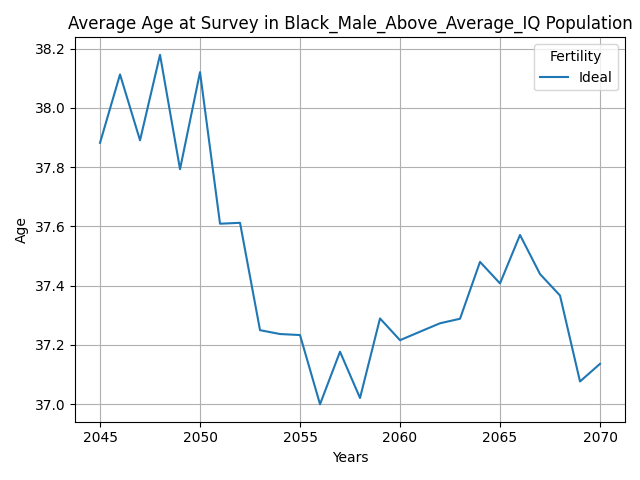 Average Age at Survey in Black_Male_Above_Average_IQ Population
Fertility
Ideal
38.2
38.0
37.8
37.6
37.4
37.2
37.0
Age
2045
2050
2055
2060
2065
2070
Years